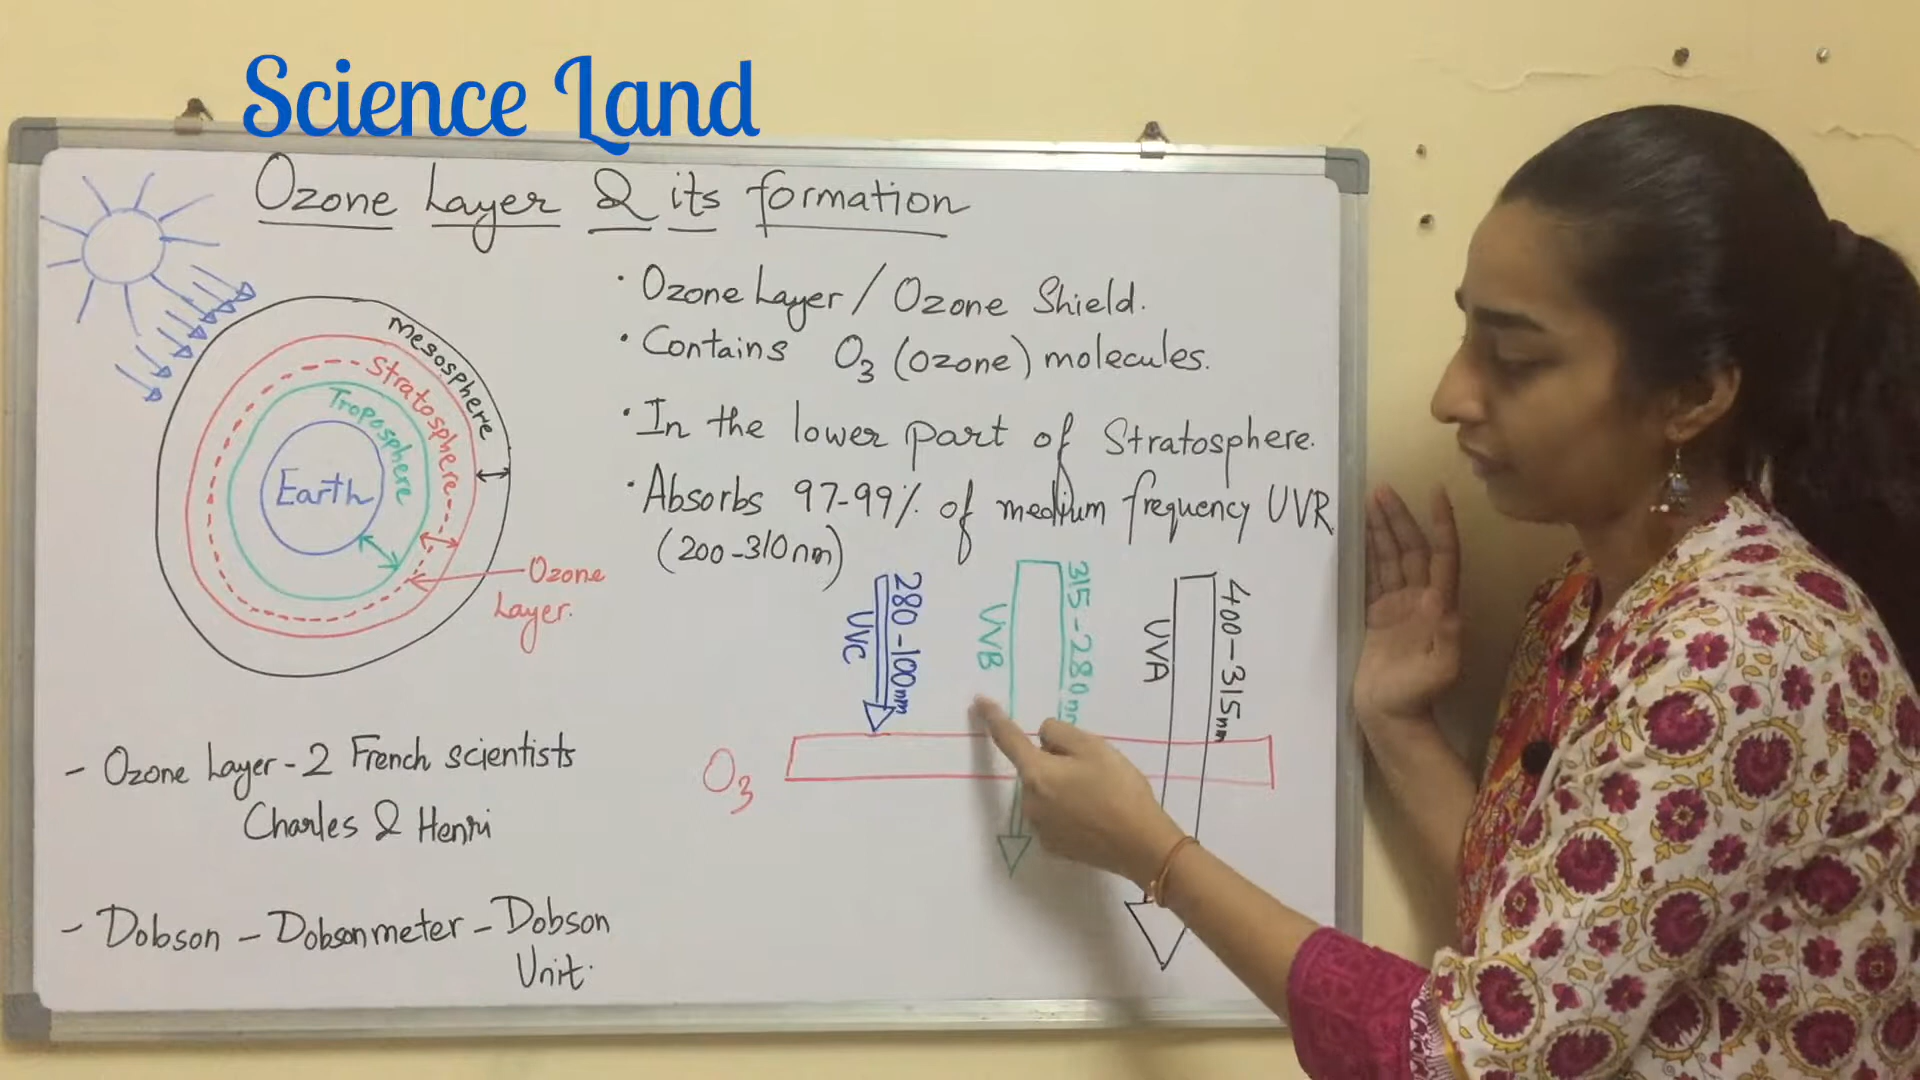 Science Land
Ozone Layer & its formation
Mesosphere
Stratosphere
Troposphere
Earth
Ozone
Layer.
· Ozone Layer / Ozone Shield.
· Contains O₃ (ozone) molecules.
· In the lower part of Stratosphere.
· Absorbs 97-99% of medium frequency UVR
(200-310nm)
UVC
280-100nm
UVB
315-280nm
UVA
400-315nm
O₃
- Ozone Layer - 2 French scientists
Charles & Henri
- Dobson - Dobsonmeter - Dobson
Unit.